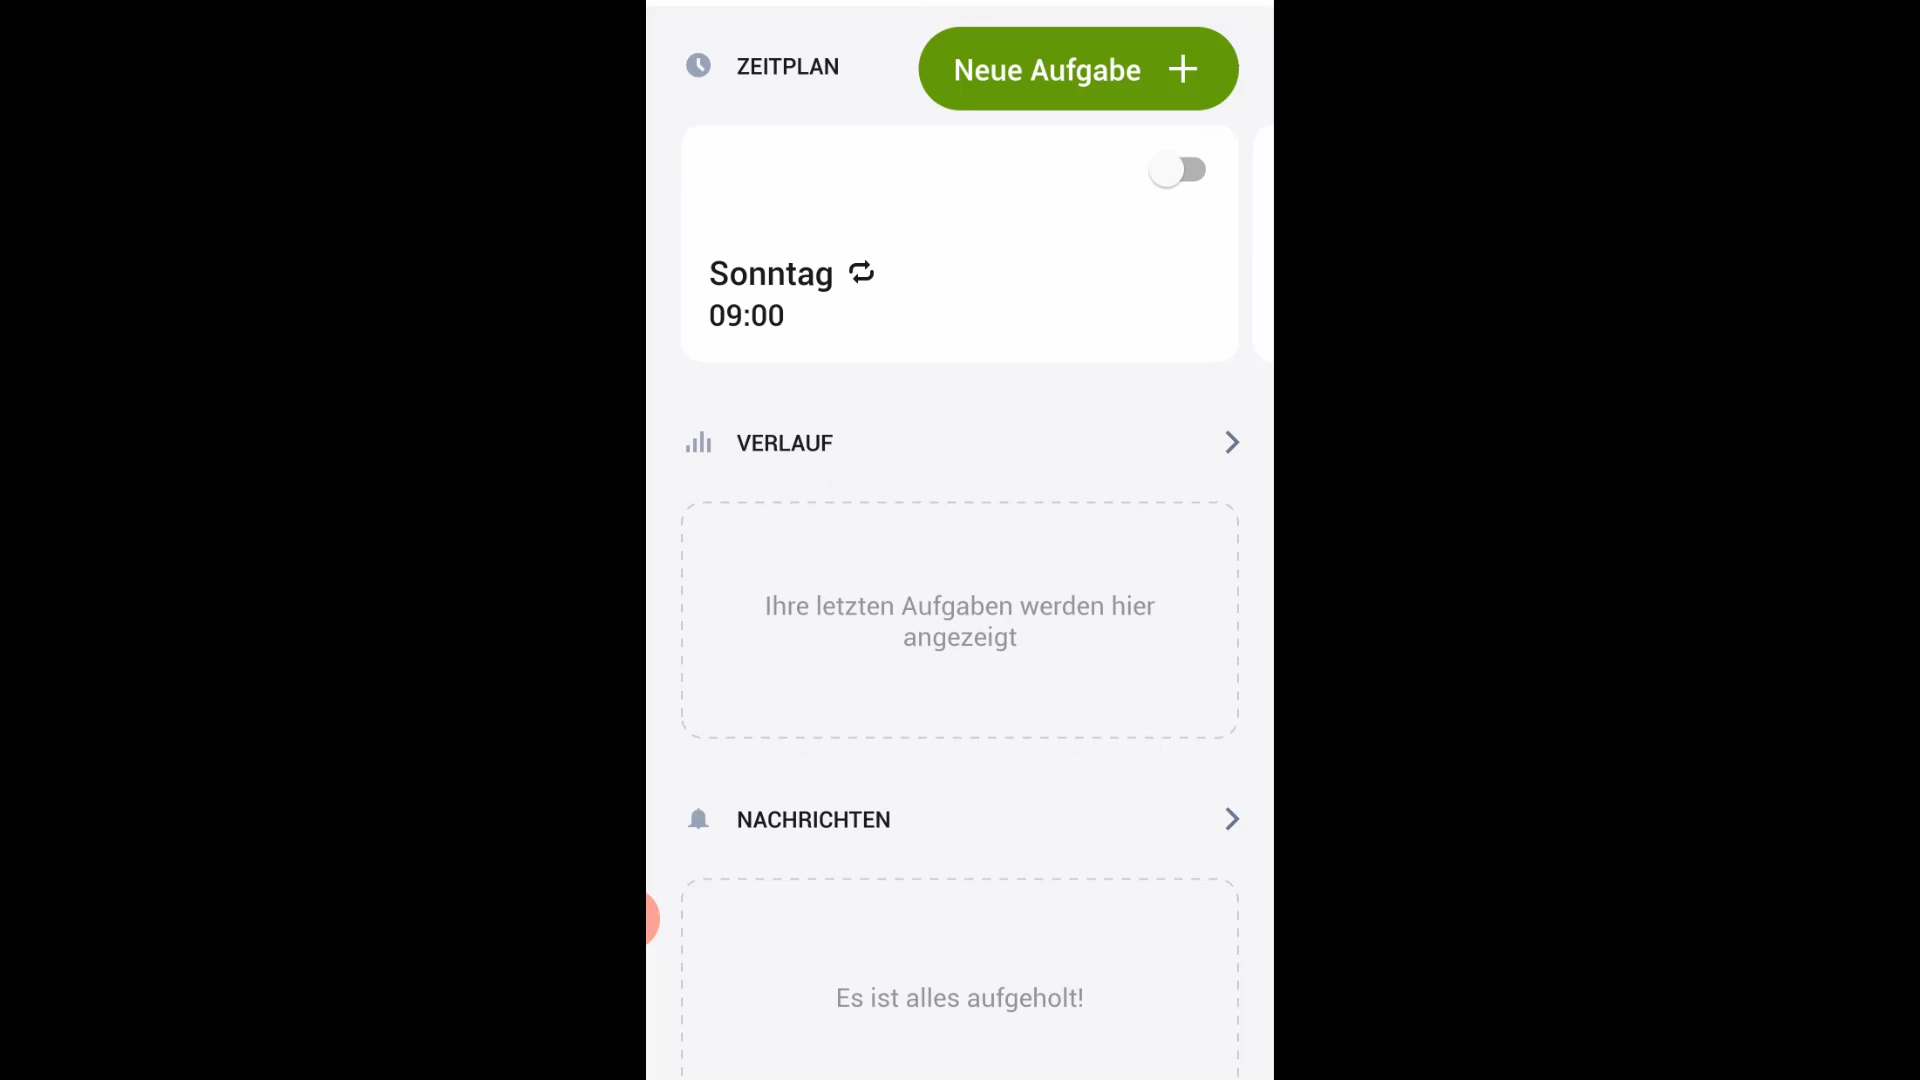 ZEITPLAN
Neue Aufgabe
Sonntag
09:00
VERLAUF
Ihre letzten Aufgaben werden hier
angezeigt
NACHRICHTEN
Es ist alles aufgeholt!